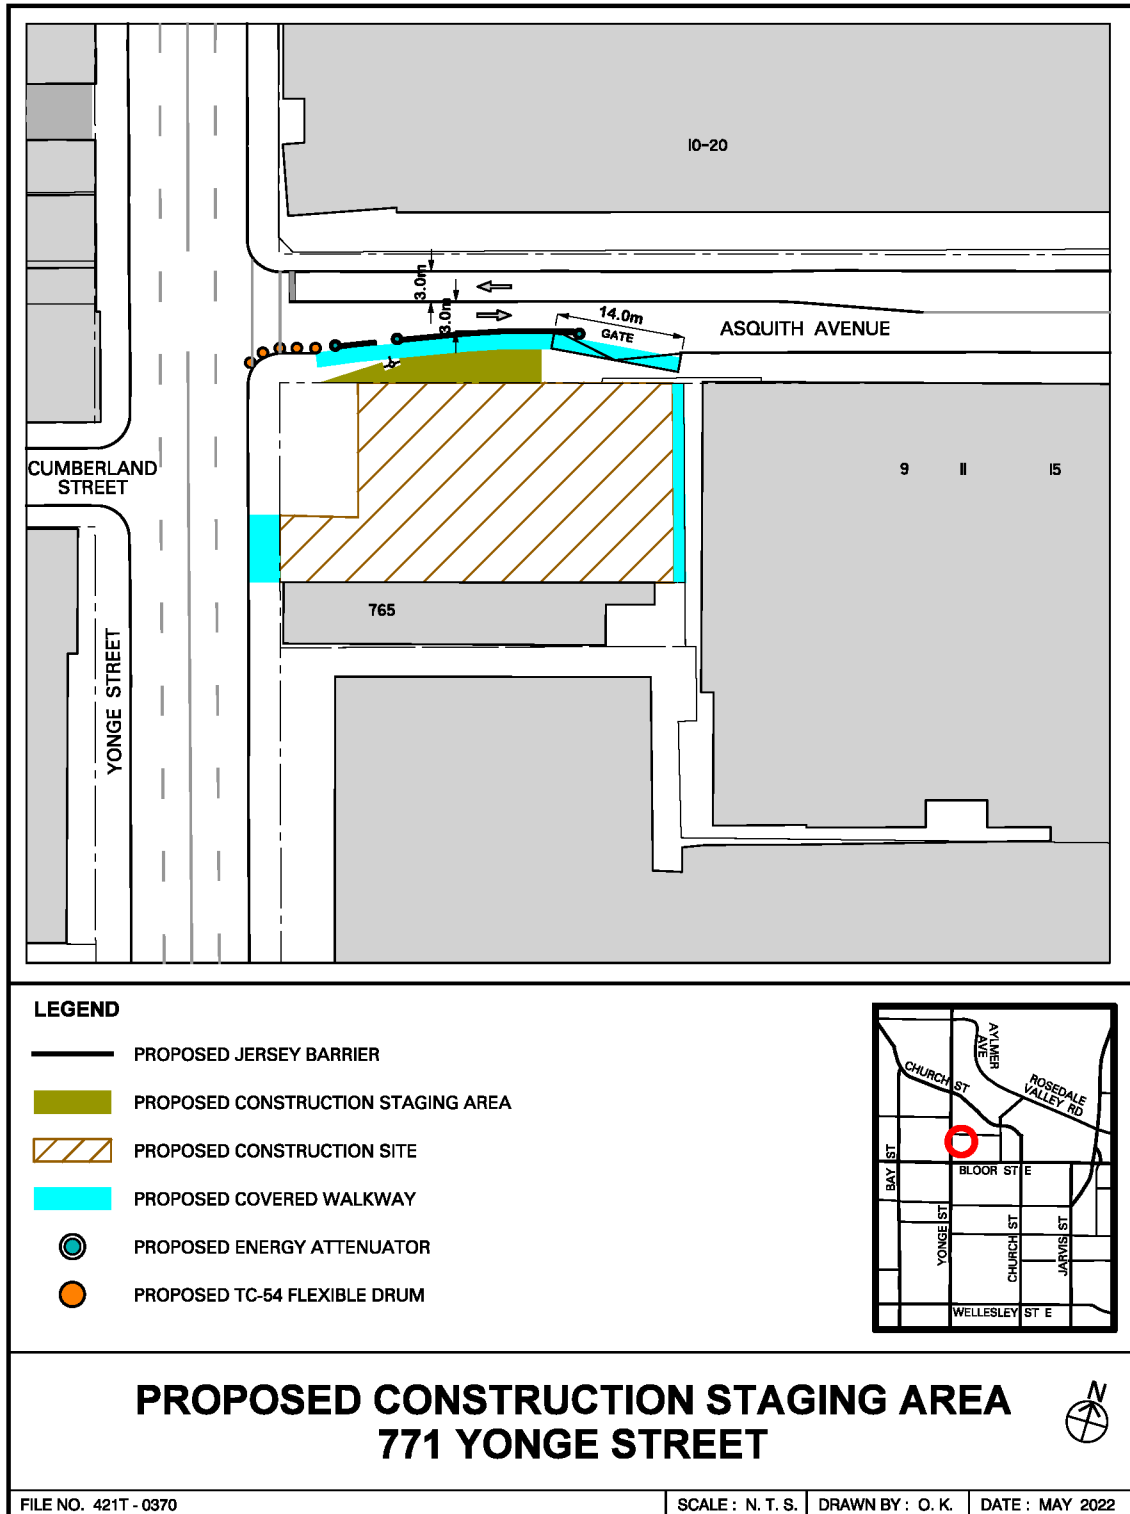 10-20
3.0m
3.0m
14.0m
GATE
ASQUITH AVENUE
CUMBERLAND
STREET
9 11 15
765
YONGE STREET
LEGEND
PROPOSED JERSEY BARRIER
PROPOSED CONSTRUCTION STAGING AREA
PROPOSED CONSTRUCTION SITE
PROPOSED COVERED WALKWAY
PROPOSED ENERGY ATTENUATOR
PROPOSED TC-54 FLEXIBLE DRUM
AYLMER
AVE
CHURCH ST
ROSEDALE
VALLEY RD
BAY ST
BLOOR ST E
YONGE ST
CHURCH ST
JARVIS ST
WELLESLEY ST E
PROPOSED CONSTRUCTION STAGING AREA
771 YONGE STREET
N
FILE NO. 421T - 0370
SCALE : N. T. S.
DRAWN BY : O. K.
DATE : MAY 2022